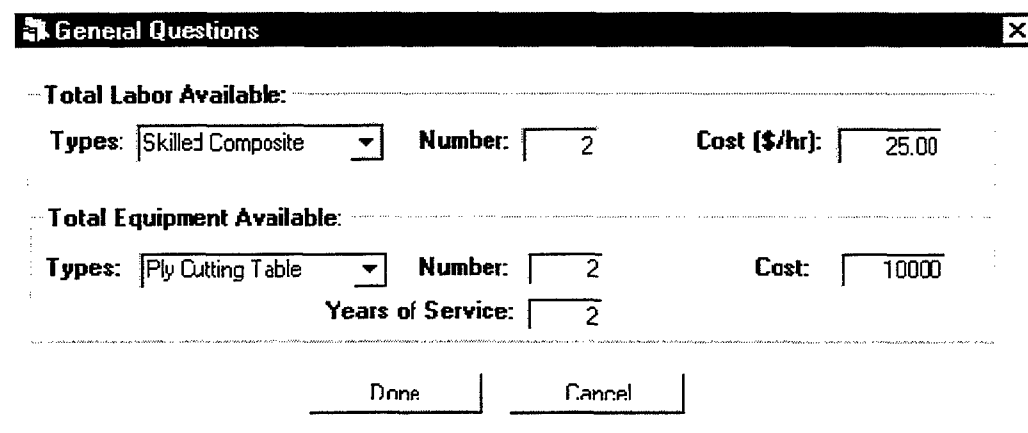 General Questions
Total Labor Available:
Types: Skilled Composite Number: 2 Cost ($/hr): 25.00
Total Equipment Available:
Types: Ply Cutting Table Number: 2 Cost: 10000
Years of Service: 2
Done Cancel